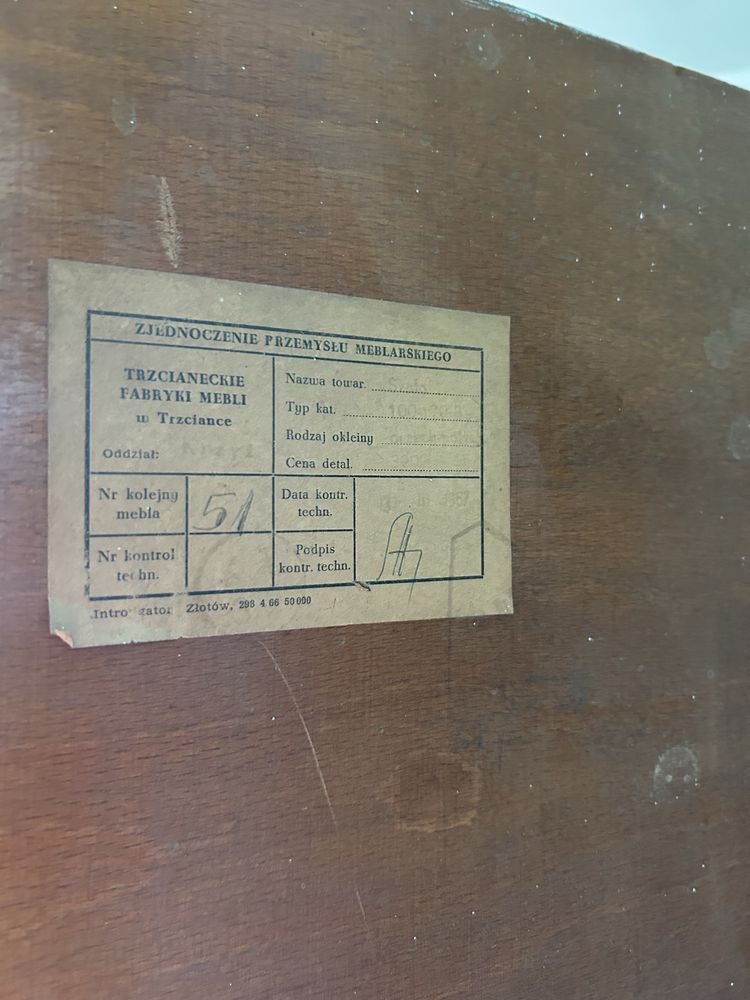 ZJEDNOCZENIE PRZEMYSŁU MEBLARSKIEGO
TRZCIANECKIE
FABRYKI MEBLI
w Trzciance
Oddział:
Nazwa towar.
Typ kat.
Rodzaj okleiny
Cena detal.
Nr kolejny
mebla
51
Data kontr.
techn.
Nr kontrol
techn.
Podpis
kontr. techn.
Złotów, 298 4.66 50000